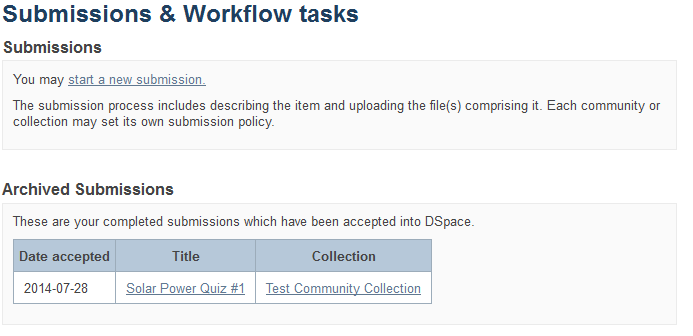 Submissions & Workflow tasks
Submissions
You may start a new submission.
The submission process includes describing the item and uploading the file(s) comprising it. Each community or
collection may set its own submission policy.
Archived Submissions
These are your completed submissions which have been accepted into DSpace.
Date accepted Title Collection
2014-07-28 Solar Power Quiz #1 Test Community Collection